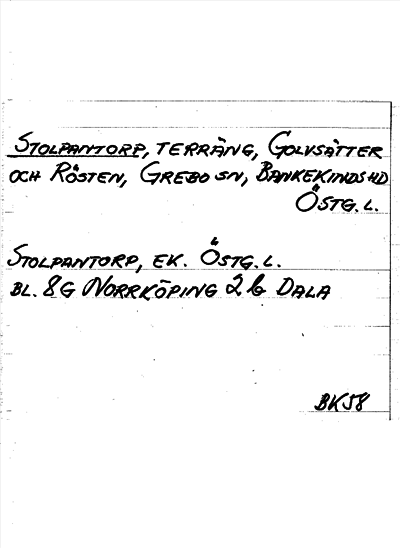 STOLPANTORP, TERRÄNG, GOLVSÄTTER
OCH RÖSTEN, GREBO SN, BANKEKINDS HD
ÖSTG. L.
STOLPANTORP, EK. ÖSTG. L.
BL. 8G NORRKÖPING 2 b DALA
BK58